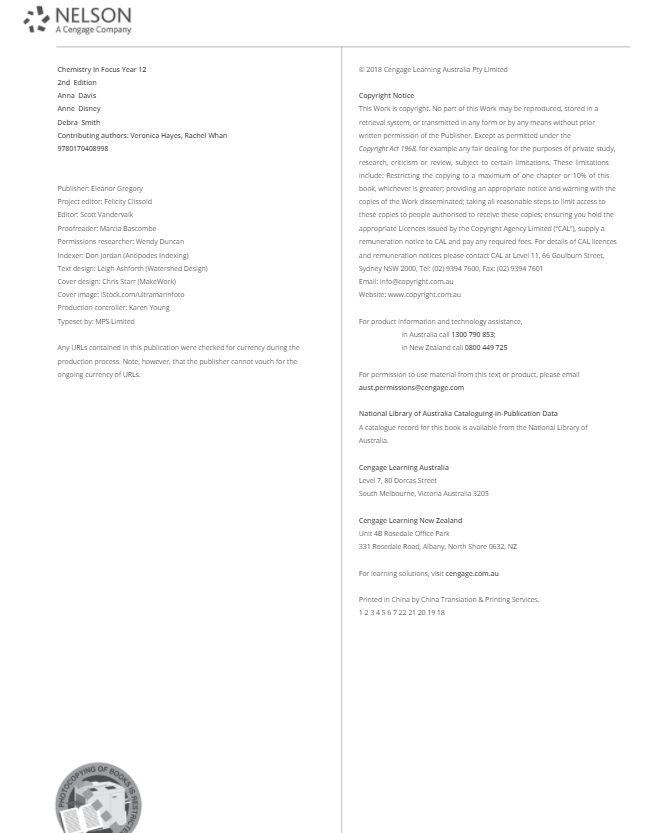 NELSON
A Cengage Company
Chemistry In Focus Year 12
2nd Edition
Anna Davis
Anne Disney
Debra Smith
Contributing authors: Veronica Hayes, Rachel Whan
9780170408998
Publisher: Eleanor Gregory
Project editor: Felicity Clissold
Editor: Scott Vandervalk
Proofreader: Marcia Bascombe
Permissions researcher: Wendy Duncan
Indexer: Don Jordan (Antipodes Indexing)
Text design: Leigh Ashforth (Watershed Design)
Cover design: Chris Starr (MakeWork)
Cover image: iStock.com/ultramarinfoto
Production controller: Karen Young
Typeset by: MPS Limited
Any URLs contained in this publication were checked for currency during the
production process. Note, however, that the publisher cannot vouch for the
ongoing currency of URLs.
PHOTOCOPYING OF BOOKS IS RESTRICTE
© 2018 Cengage Learning Australia Pty Limited
Copyright Notice
This Work is copyright. No part of this Work may be reproduced, stored in a
retrieval system, or transmitted in any form or by any means without prior
written permission of the Publisher. Except as permitted under the
Copyright Act 1968, for example any fair dealing for the purposes of private study,
research, criticism or review, subject to certain limitations. These limitations
include: Restricting the copying to a maximum of one chapter or 10% of this
book, whichever is greater; providing an appropriate notice and warning with the
copies of the Work disseminated; taking all reasonable steps to limit access to
these copies to people authorised to receive these copies; ensuring you hold the
appropriate Licences issued by the Copyright Agency Limited (“CAL”), supply a
remuneration notice to CAL and pay any required fees. For details of CAL licences
and remuneration notices please contact CAL at Level 11, 66 Goulburn Street,
Sydney NSW 2000, Tel: (02) 9394 7600, Fax: (02) 9394 7601
Email: info@copyright.com.au
Website: www.copyright.com.au
For product information and technology assistance,
in Australia call 1300 790 853;
in New Zealand call 0800 449 725
For permission to use material from this text or product, please email
aust.permissions@cengage.com
National Library of Australia Cataloguing-in-Publication Data
A catalogue record for this book is available from the National Library of
Australia.
Cengage Learning Australia
Level 7, 80 Dorcas Street
South Melbourne, Victoria Australia 3205
Cengage Learning New Zealand
Unit 4B Rosedale Office Park
331 Rosedale Road, Albany, North Shore 0632, NZ
For learning solutions, visit cengage.com.au
Printed in China by China Translation & Printing Services.
1 2 3 4 5 6 7 22 21 20 19 18